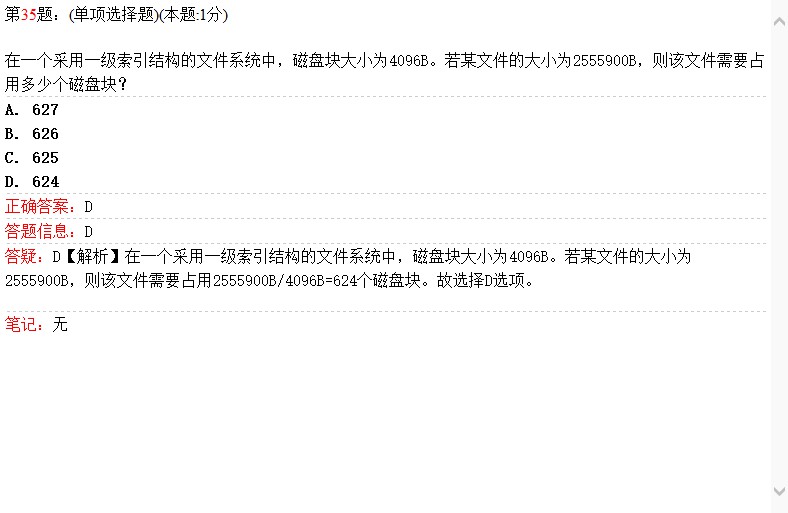 第35题：(单项选择题)(本题:1分)
在一个采用一级索引结构的文件系统中，磁盘块大小为4096B。若某文件的大小为2555900B，则该文件需要占
用多少个磁盘块？
A. 627
B. 626
C. 625
D. 624
正确答案：D
答题信息：D
答疑：D【解析】在一个采用一级索引结构的文件系统中，磁盘块大小为4096B。若某文件的大小为
2555900B，则该文件需要占用2555900B/4096B=624个磁盘块。故选择D选项。
笔记：无